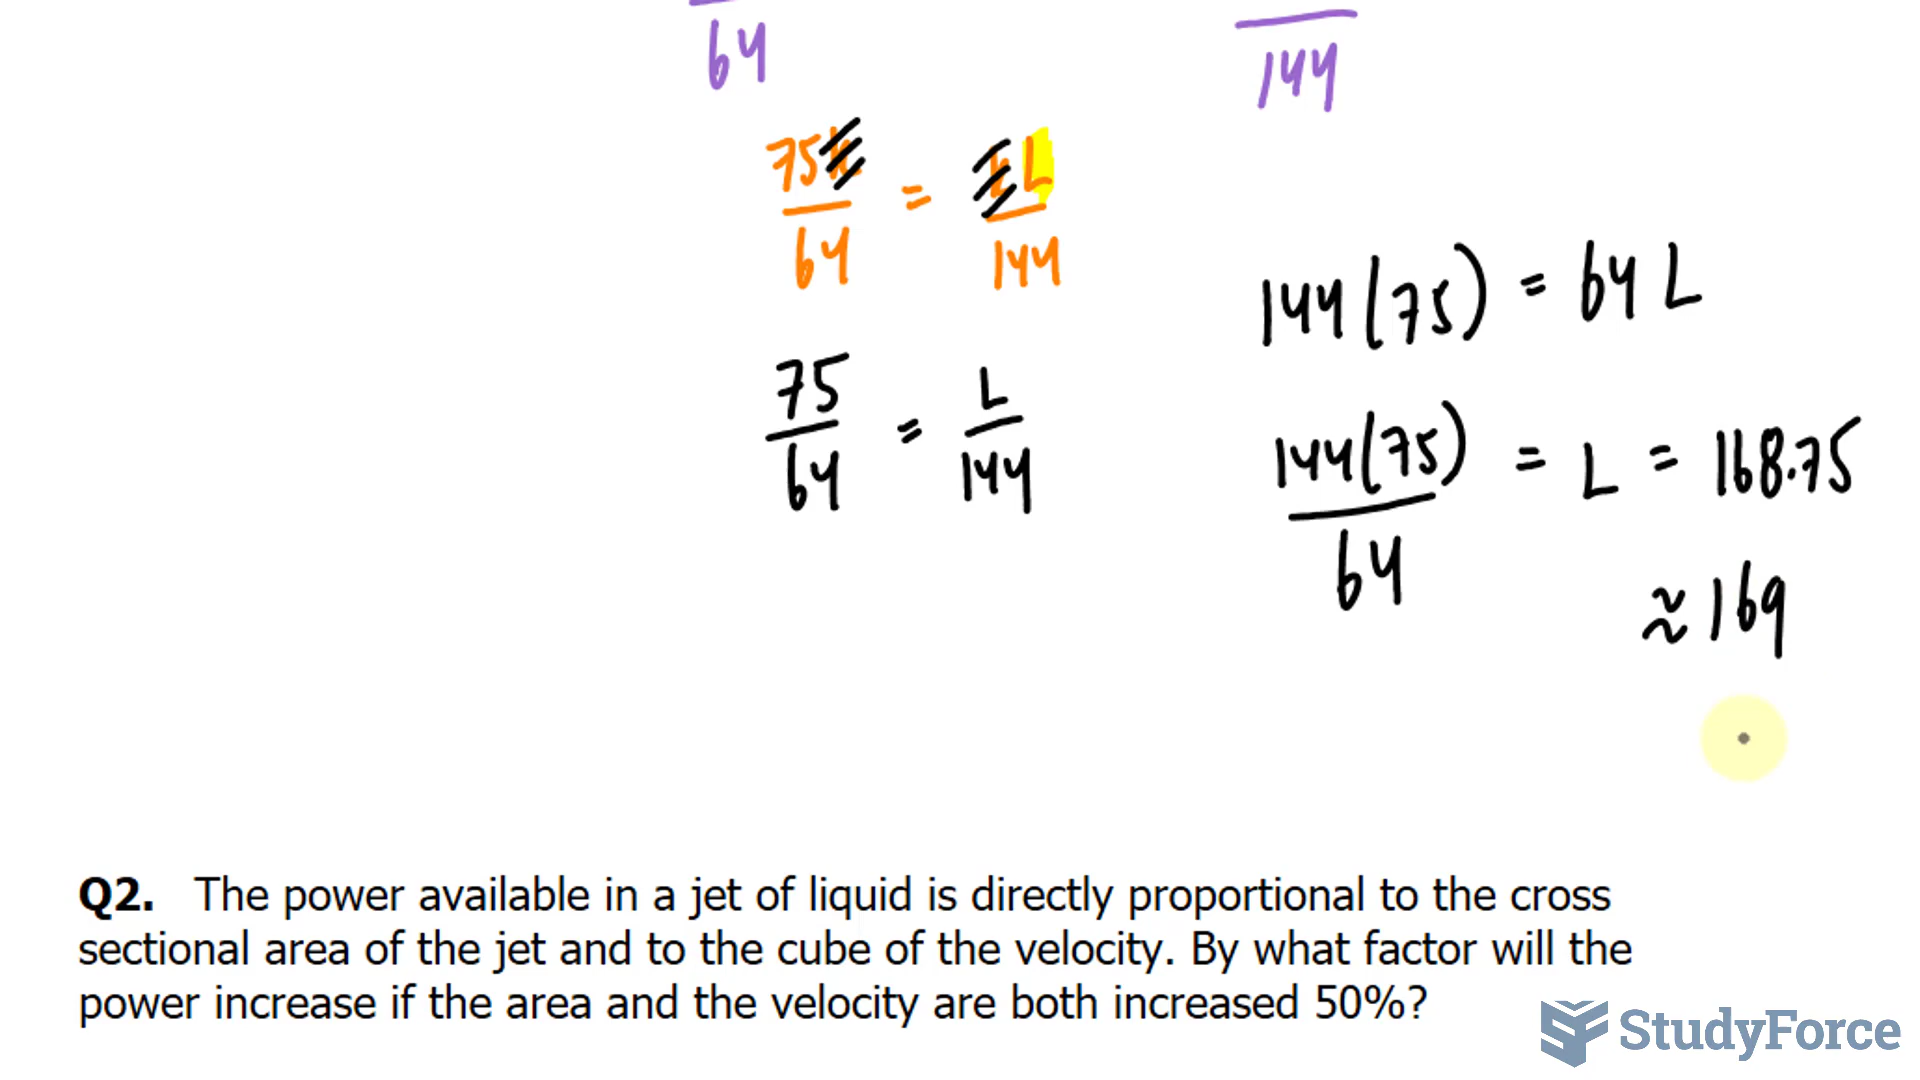 64
144
75k/64 = kL/144
144(75) = 64 L
75/64 = L/144
144(75)/64 = L = 168.75
≈ 169
Q2. The power available in a jet of liquid is directly proportional to the cross
sectional area of the jet and to the cube of the velocity. By what factor will the
power increase if the area and the velocity are both increased 50%?
StudyForce